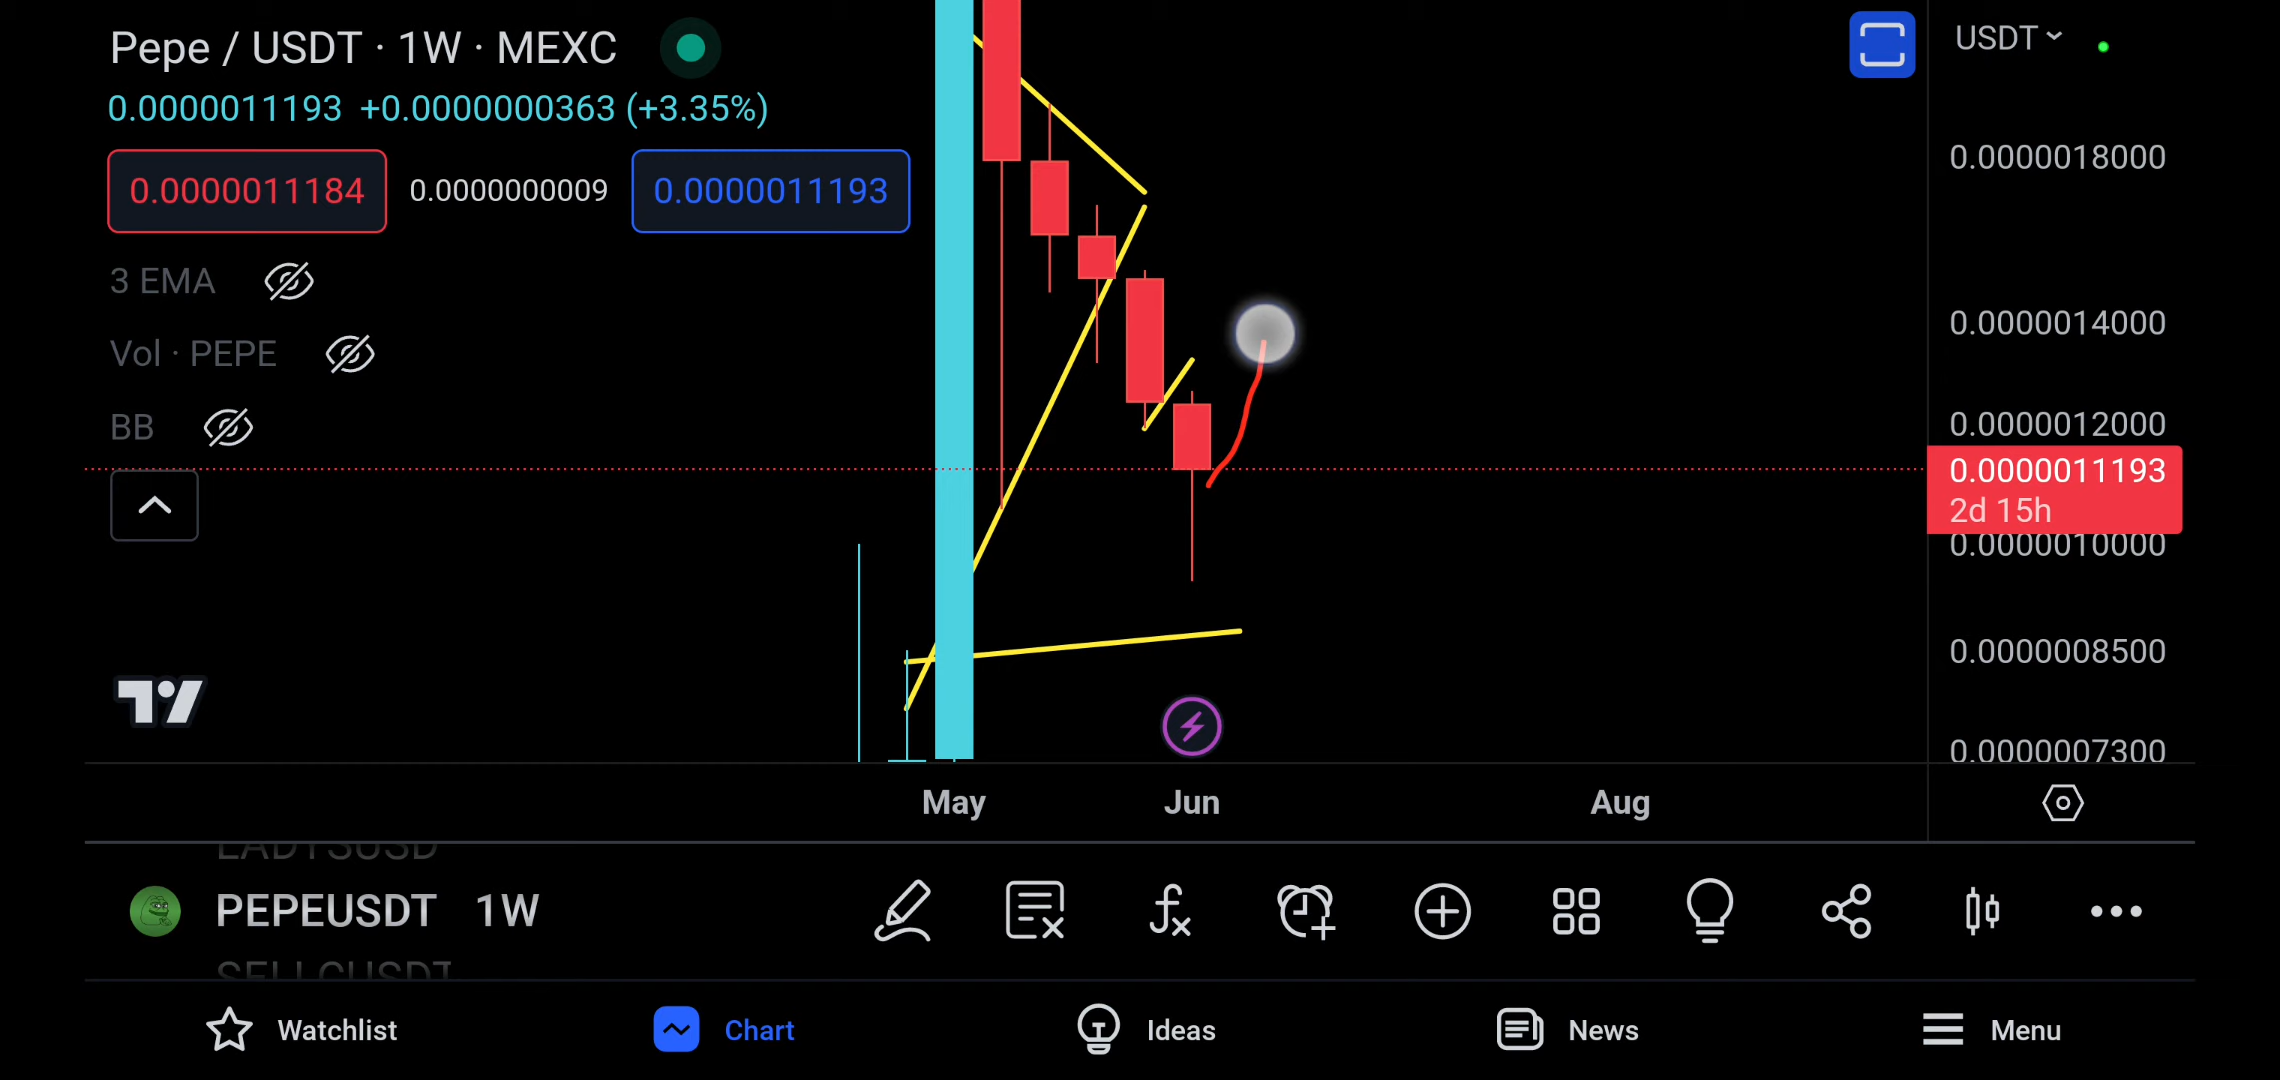 Pepe / USDT · 1W · MEXC
0.0000011193 +0.0000000363 (+3.35%)
0.0000011184 0.0000000009 0.0000011193
3 EMA
Vol · PEPE
BB
USDT
0.0000018000
0.0000014000
0.0000012000
0.0000011193
2d 15h
0.0000010000
0.0000008500
0.0000007300
May Jun Aug
LADYSUSD
PEPEUSDT 1W
Watchlist Chart Ideas News Menu